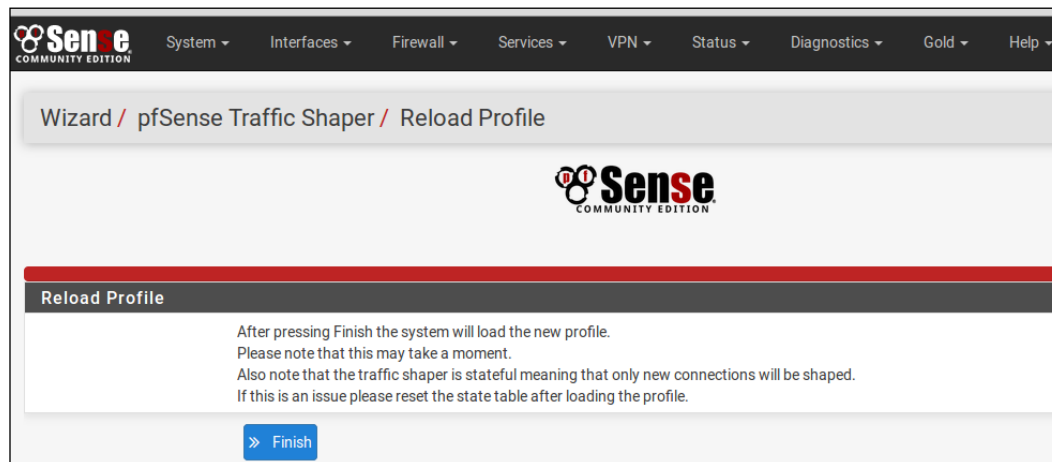 pfSense
COMMUNITY EDITION
System Interfaces Firewall Services VPN Status Diagnostics Gold Help
Wizard / pfSense Traffic Shaper / Reload Profile
pfSense
COMMUNITY EDITION
Reload Profile
After pressing Finish the system will load the new profile.
Please note that this may take a moment.
Also note that the traffic shaper is stateful meaning that only new connections will be shaped.
If this is an issue please reset the state table after loading the profile.
» Finish